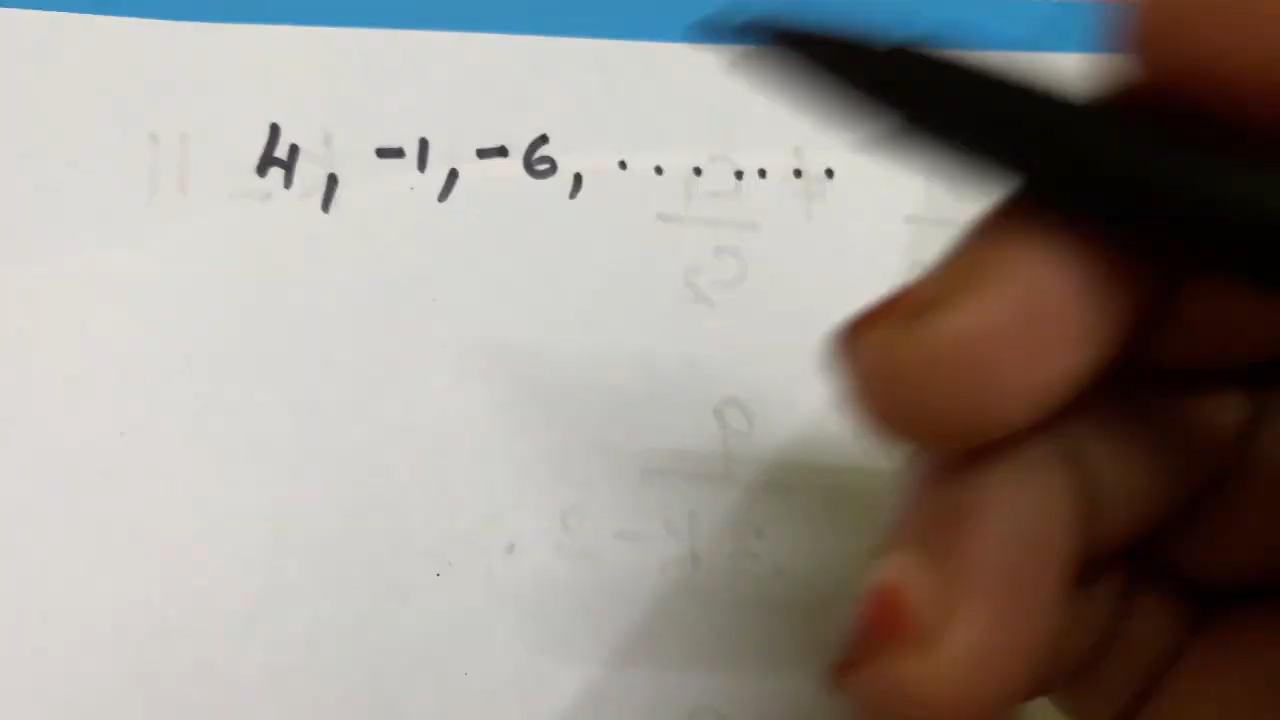 4, -1, -6, .......